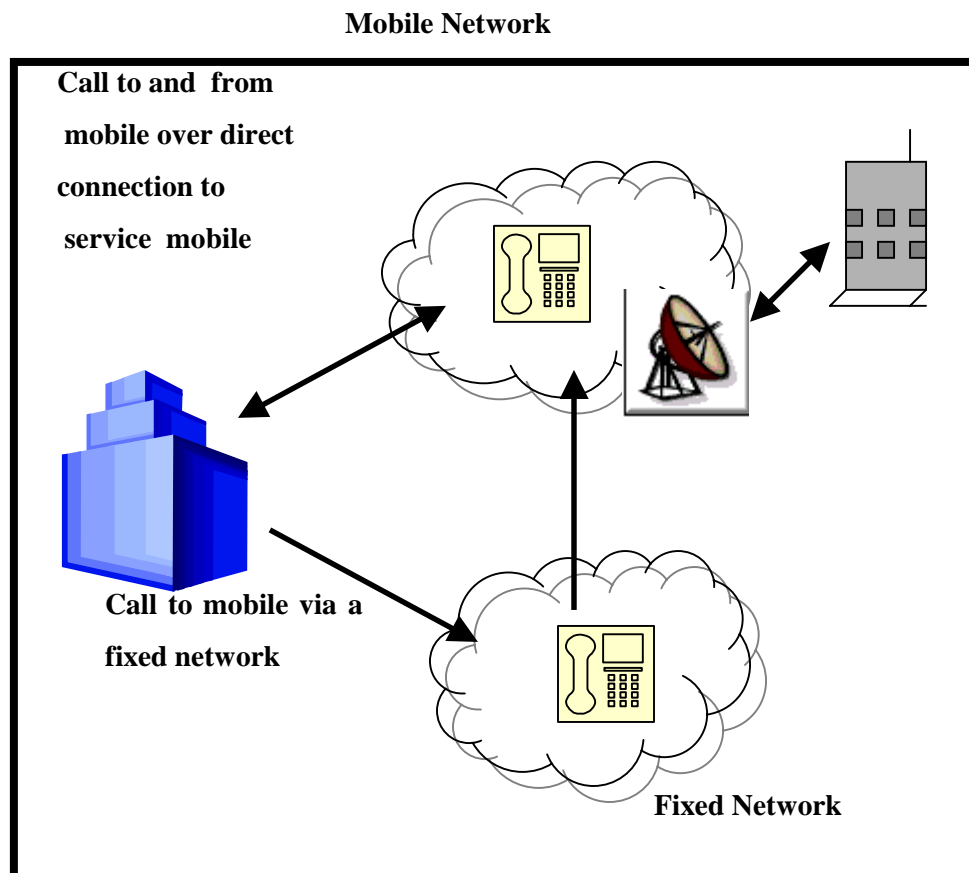 Mobile Network
Call to and from
mobile over direct
connection to
service mobile
Call to mobile via a
fixed network
Fixed Network